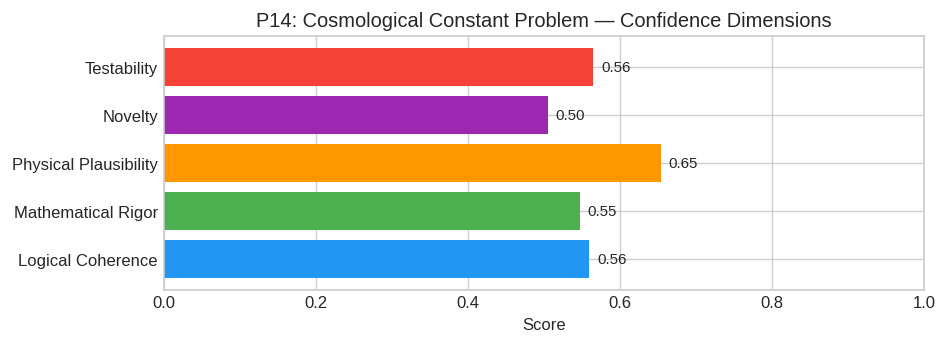 P14: Cosmological Constant Problem — Confidence Dimensions
Testability
0.56
Novelty
0.50
Physical Plausibility
0.65
Mathematical Rigor
0.55
Logical Coherence
0.56
0.0 0.2 0.4 0.6 0.8 1.0
Score